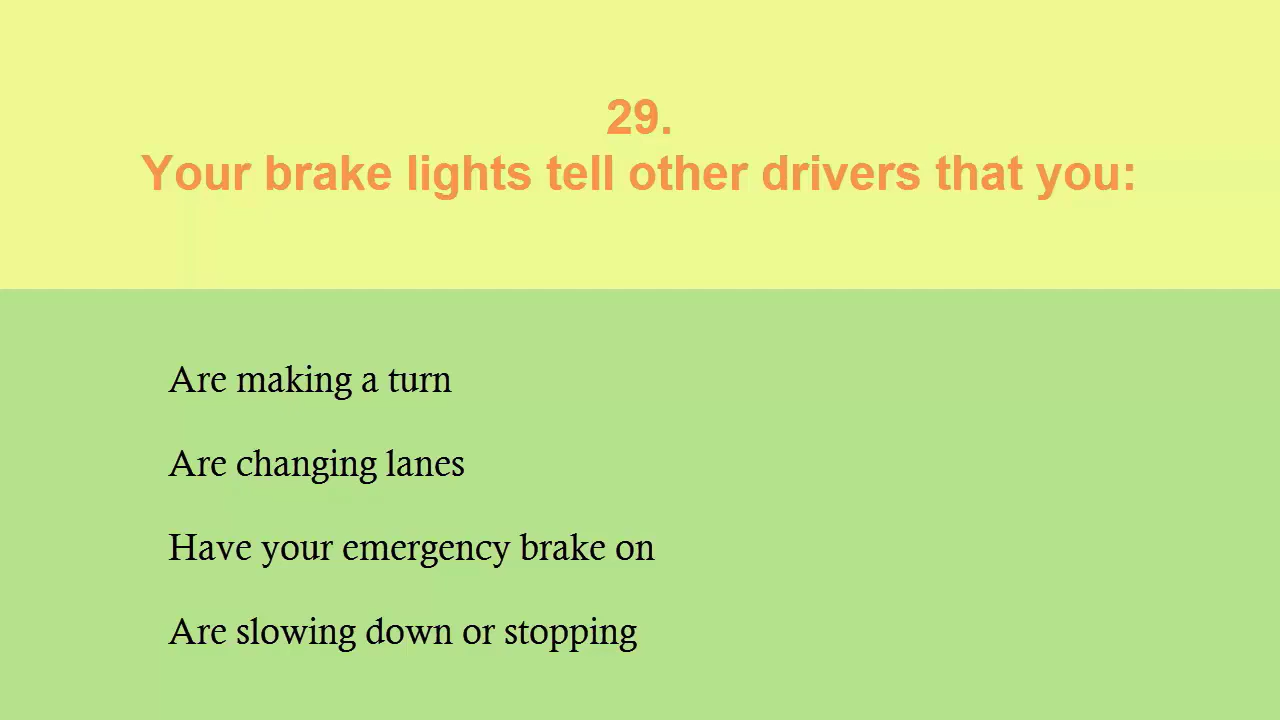 29.
Your brake lights tell other drivers that you:
Are making a turn
Are changing lanes
Have your emergency brake on
Are slowing down or stopping